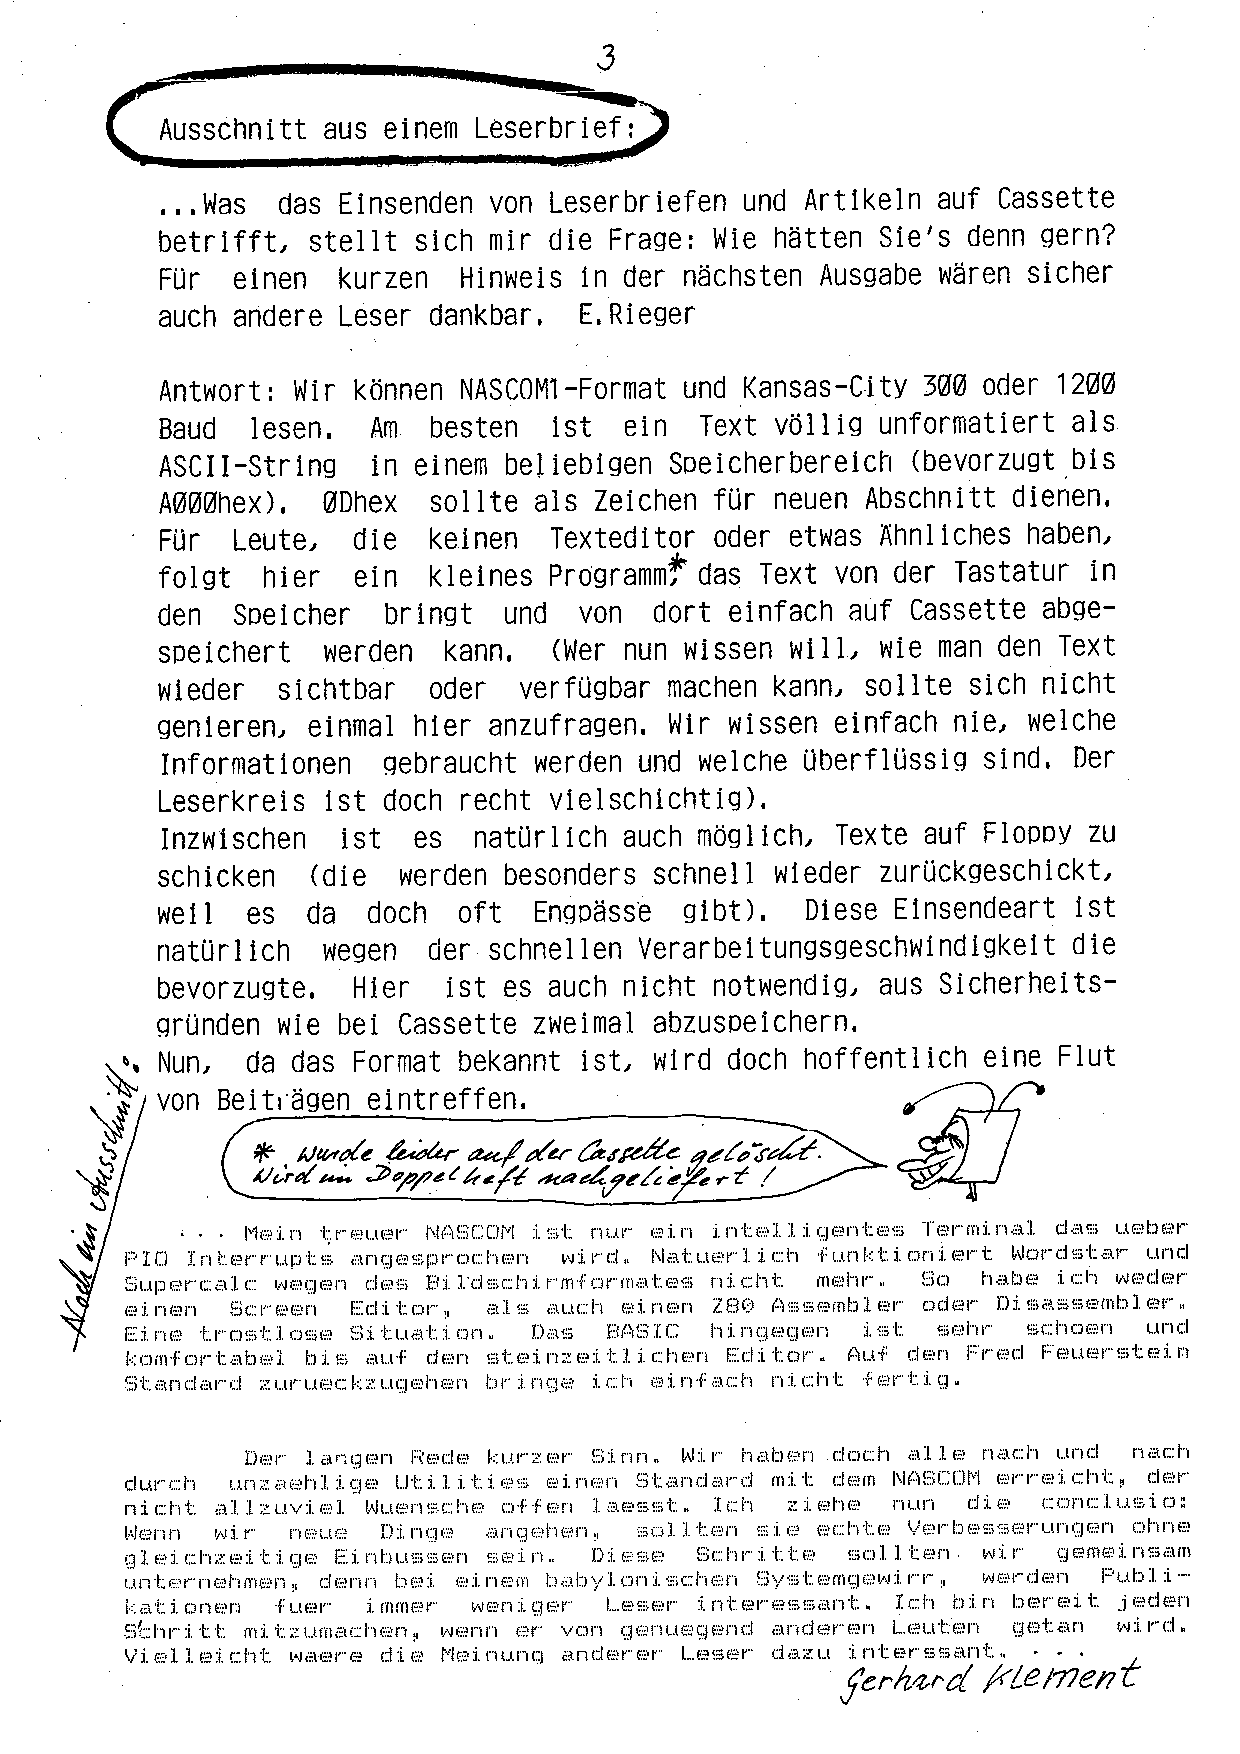 3
Ausschnitt aus einem Leserbrief:
...Was das Einsenden von Leserbriefen und Artikeln auf Cassette
betrifft, stellt sich mir die Frage: Wie hätten Sie's denn gern?
Für einen kurzen Hinweis in der nächsten Ausgabe wären sicher
auch andere Leser dankbar. E.Rieger
Antwort: Wir können NASCOM1-Format und Kansas-City 300 oder 1200
Baud lesen. Am besten ist ein Text völlig unformatiert als
ASCII-String in einem beliebigen Speicherbereich (bevorzugt bis
A000hex). 0Dhex sollte als Zeichen für neuen Abschnitt dienen.
Für Leute, die keinen Texteditor oder etwas Ähnliches haben,
folgt hier ein kleines Programm,* das Text von der Tastatur in
den Speicher bringt und von dort einfach auf Cassette abge-
speichert werden kann. (Wer nun wissen will, wie man den Text
wieder sichtbar oder verfügbar machen kann, sollte sich nicht
genieren, einmal hier anzufragen. Wir wissen einfach nie, welche
Informationen gebraucht werden und welche überflüssig sind. Der
Leserkreis ist doch recht vielschichtig).
Inzwischen ist es natürlich auch möglich, Texte auf Floppy zu
schicken (die werden besonders schnell wieder zurückgeschickt,
weil es da doch oft Engpässe gibt). Diese Einsendeart ist
natürlich wegen der schnellen Verarbeitungsgeschwindigkeit die
bevorzugte. Hier ist es auch nicht notwendig, aus Sicherheits-
gründen wie bei Cassette zweimal abzuspeichern.
Nun, da das Format bekannt ist, wird doch hoffentlich eine Flut
von Beiträgen eintreffen.
* wurde leider auf der Cassette gelöscht.
Wird im Doppelheft nachgeliefert!
Noch ein Ausschnitt:
... Mein treuer NASCOM ist nur ein intelligentes Terminal das ueber
PIO Interrupts angesprochen wird. Natuerlich funktioniert Wordstar und
Supercalc wegen des Bildschirmformates nicht mehr. So habe ich weder
einen Screen Editor, als auch einen Z80 Assembler oder Disassembler.
Eine trostlose Situation. Das BASIC hingegen ist sehr schoen und
komfortabel bis auf den steinzeitlichen Editor. Auf den Fred Feuerstein
Standard zurueckzugehen bringe ich einfach nicht fertig.
Der langen Rede kurzer Sinn. Wir haben doch alle nach und nach
durch unzaehlige Utilities einen Standard mit dem NASCOM erreicht, der
nicht allzuviel Wuensche offen laesst. Ich ziehe nun die conclusio:
Wenn wir neue Dinge angehen, sollten sie echte Verbesserungen ohne
gleichzeitige Einbussen sein. Diese Schritte sollten wir gemeinsam
unternehmen, denn bei einem babylonischen Systemgewirr, werden Publi-
kationen fuer immer weniger Leser interessant. Ich bin bereit jeden
Schritt mitzumachen, wenn er von genuegend anderen Leuten getan wird.
Vielleicht waere die Meinung anderer Leser dazu interssant. ...
Gerhard Klement